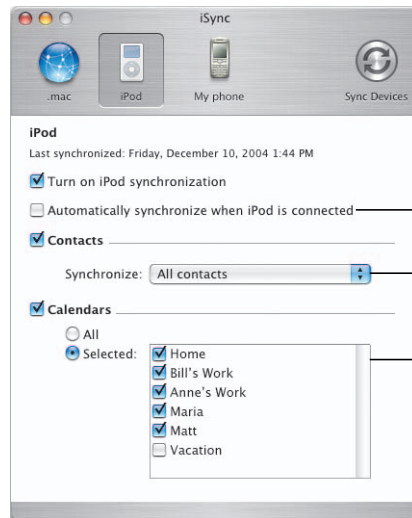 iSync
.mac
iPod
My phone
Sync Devices
iPod
Last synchronized: Friday, December 10, 2004 1:44 PM
Turn on iPod synchronization
Automatically synchronize when iPod is connected
Contacts
Synchronize: All contacts
Calendars
All
Selected:
Home
Bill's Work
Anne's Work
Maria
Matt
Vacation